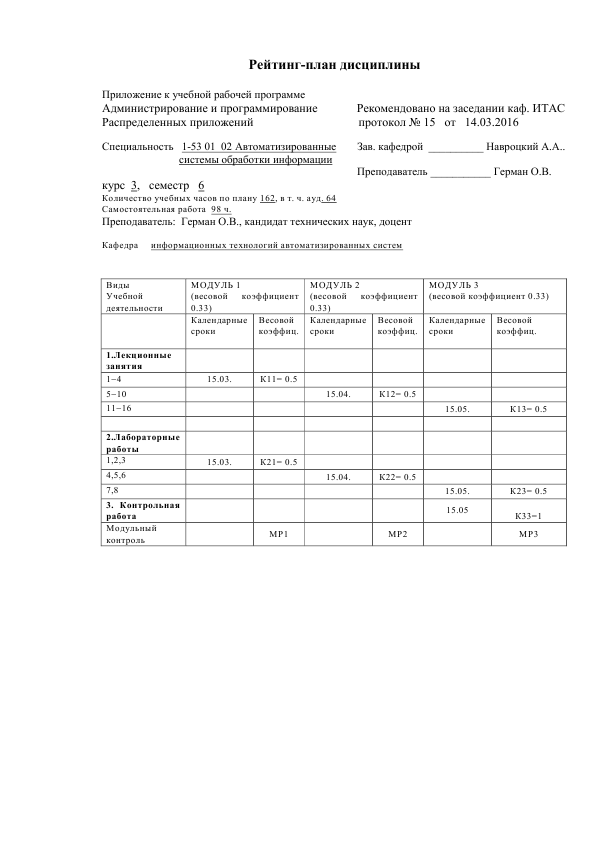 Рейтинг-план дисциплины
Приложение к учебной рабочей программе
Администрирование и программирование Рекомендовано на заседании каф. ИТАС
Распределенных приложений протокол № 15 от 14.03.2016
Специальность 1-53 01 02 Автоматизированные Зав. кафедрой __________ Навроцкий А.А..
системы обработки информации
Преподаватель ___________ Герман О.В.
курс 3, семестр 6
Количество учебных часов по плану 162, в т. ч. ауд. 64
Самостоятельная работа 98 ч.
Преподаватель: Герман О.В., кандидат технических наук, доцент
Кафедра информационных технологий автоматизированных систем
Виды МОДУЛЬ 1 МОДУЛЬ 2 МОДУЛЬ 3
Учебной (весовой коэффициент (весовой коэффициент (весовой коэффициент 0.33)
деятельности 0.33) 0.33)
Календарные Весовой Календарные Весовой Календарные Весовой
сроки коэффиц. сроки коэффиц. сроки коэффиц.
1.Лекционные
занятия
1–4 15.03. К11= 0.5
5–10 15.04. К12= 0.5
11–16 15.05. К13= 0.5
2..Лабораторные
работы
1,2,3 15.03. К21= 0.5
4,5,6 15.04. К22= 0.5
7,8 15.05. К23= 0.5
3. Контрольная 15.05
работа К33=1
Модульный
контроль МР1 МР2 МР3